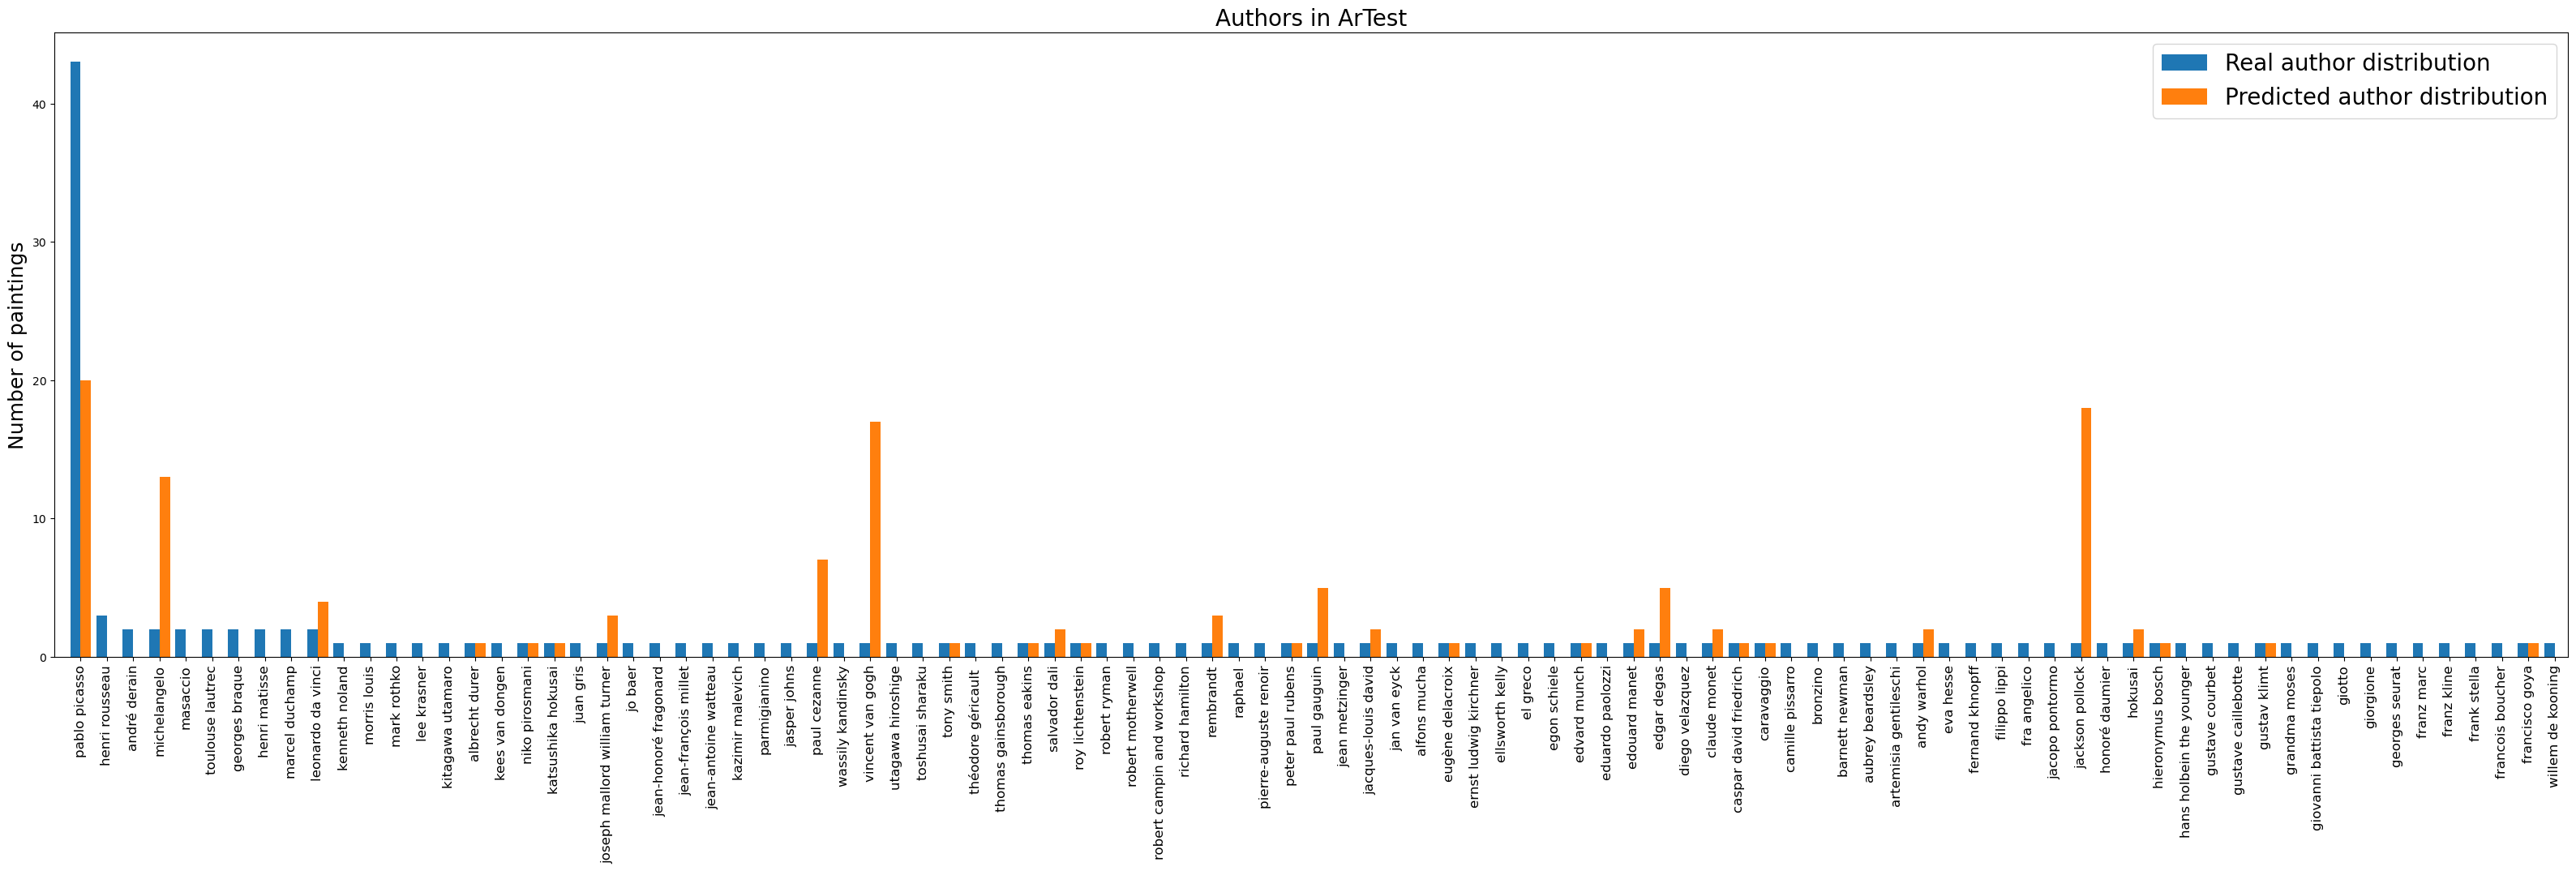 Authors in ArTest
Real author distribution
Predicted author distribution
Number of paintings
40
30
20
10
0
pablo picasso
henri rousseau
andré derain
michelangelo
masaccio
toulouse lautrec
georges braque
henri matisse
marcel duchamp
leonardo da vinci
kenneth noland
morris louis
mark rothko
lee krasner
kitagawa utamaro
albrecht durer
kees van dongen
niko pirosmani
katsushika hokusai
juan gris
joseph mallord william turner
jo baer
jean-honoré fragonard
jean-françois millet
jean-antoine watteau
kazimir malevich
parmigianino
jasper johns
paul cezanne
wassily kandinsky
vincent van gogh
utagawa hiroshige
toshusai sharaku
tony smith
théodore géricault
thomas gainsborough
thomas eakins
salvador dali
roy lichtenstein
robert ryman
robert motherwell
robert campin and workshop
richard hamilton
rembrandt
raphael
pierre-auguste renoir
peter paul rubens
paul gauguin
jean metzinger
jacques-louis david
jan van eyck
alfons mucha
eugène delacroix
ernst ludwig kirchner
ellsworth kelly
el greco
egon schiele
edvard munch
eduardo paolozzi
edouard manet
edgar degas
diego velazquez
claude monet
caspar david friedrich
caravaggio
camille pissarro
bronzino
barnett newman
aubrey beardsley
artemisia gentileschi
andy warhol
eva hesse
fernand khnopff
filippo lippi
fra angelico
jacopo pontormo
jackson pollock
honoré daumier
hokusai
hieronymus bosch
hans holbein the younger
gustave courbet
gustave caillebotte
gustav klimt
grandma moses
giovanni battista tiepolo
giotto
giorgione
georges seurat
franz marc
franz kline
frank stella
francois boucher
francisco goya
willem de kooning